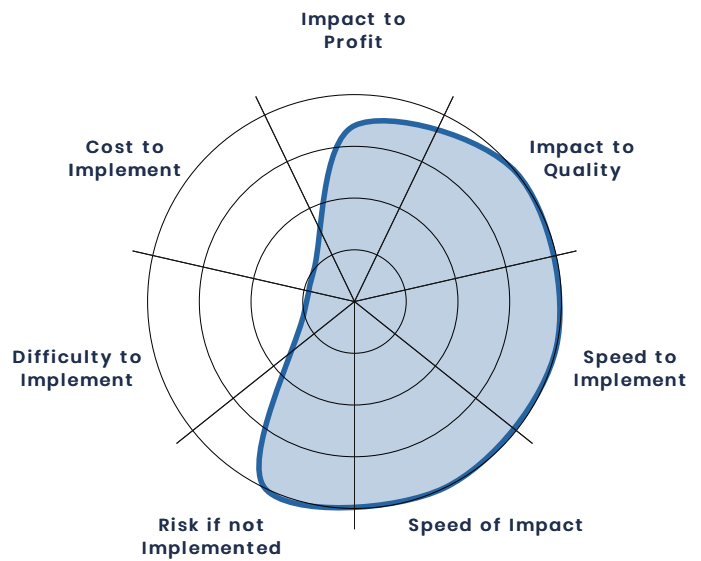 Impact to
Profit
Impact to
Quality
Speed to
Implement
Speed of Impact
Risk if not
Implemented
Difficulty to
Implement
Cost to
Implement